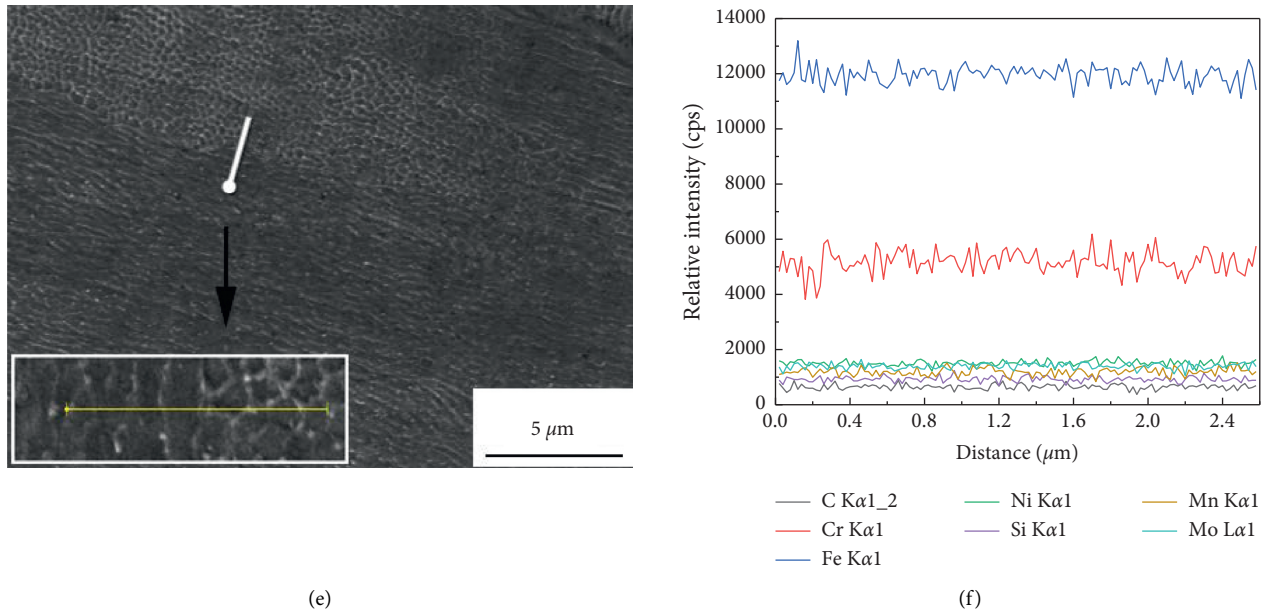 5 μm
(e)
14000
12000
10000
8000
6000
4000
2000
0
Relative intensity (cps)
0.0 0.4 0.8 1.2 1.6 2.0 2.4
Distance (μm)
C Kα1_2 Ni Kα1 Mn Kα1
Cr Kα1 Si Kα1 Mo Lα1
Fe Kα1
(f)